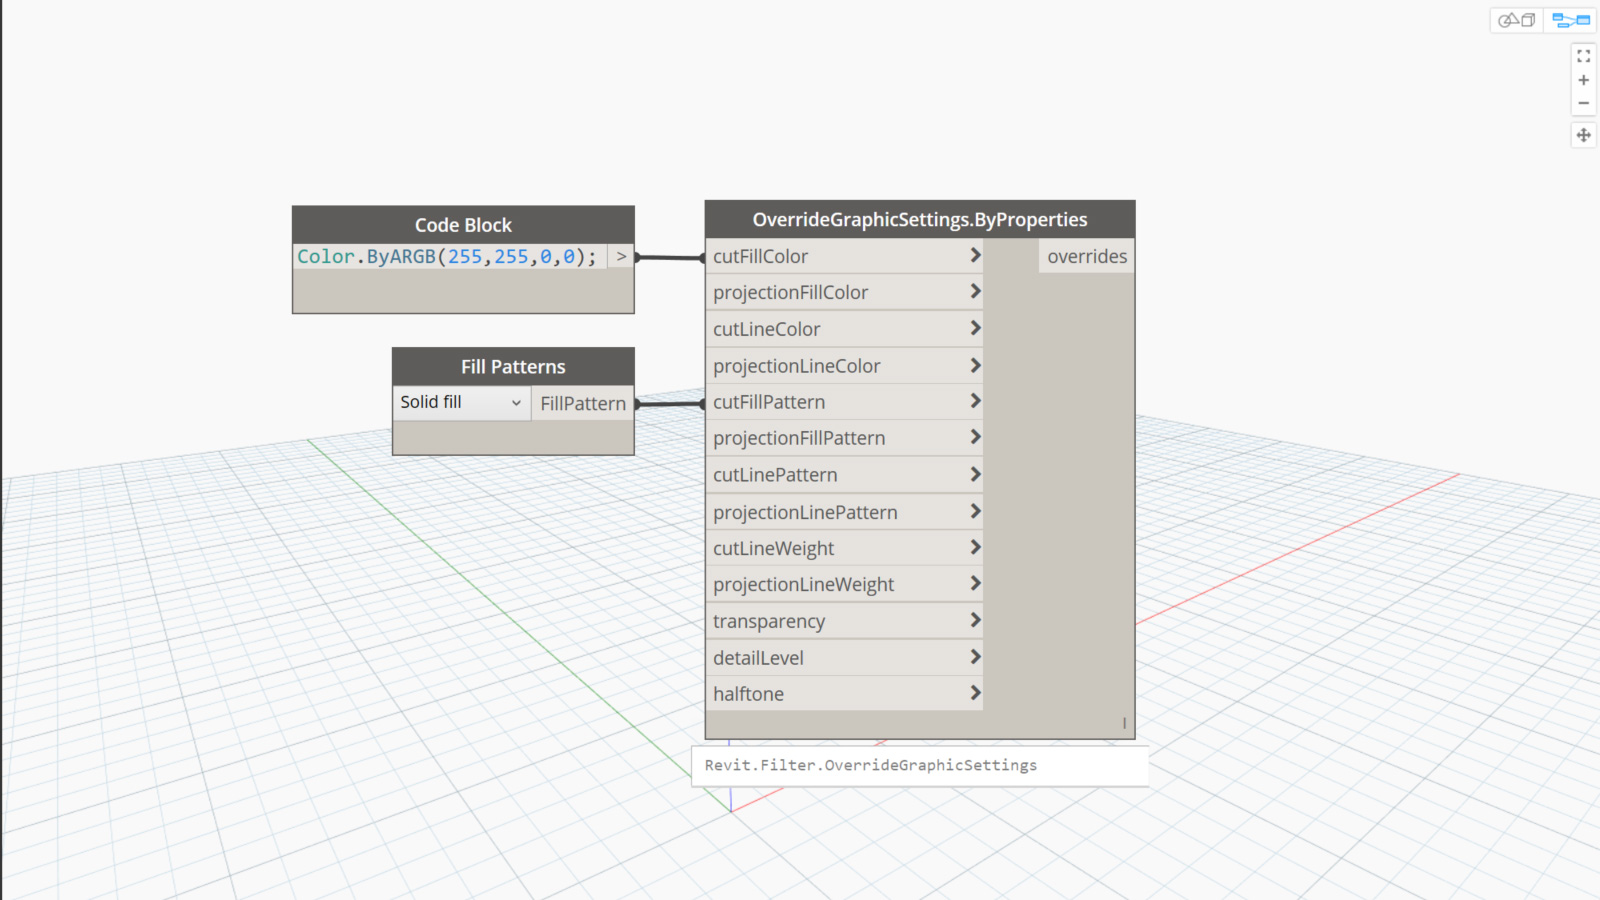 Code Block
Color.ByARGB(255,255,0,0); >
Fill Patterns
Solid fill FillPattern
OverrideGraphicSettings.ByProperties
cutFillColor overrides
projectionFillColor
cutLineColor
projectionLineColor
cutFillPattern
projectionFillPattern
cutLinePattern
projectionLinePattern
cutLineWeight
projectionLineWeight
transparency
detailLevel
halftone
Revit.Filter.OverrideGraphicSettings